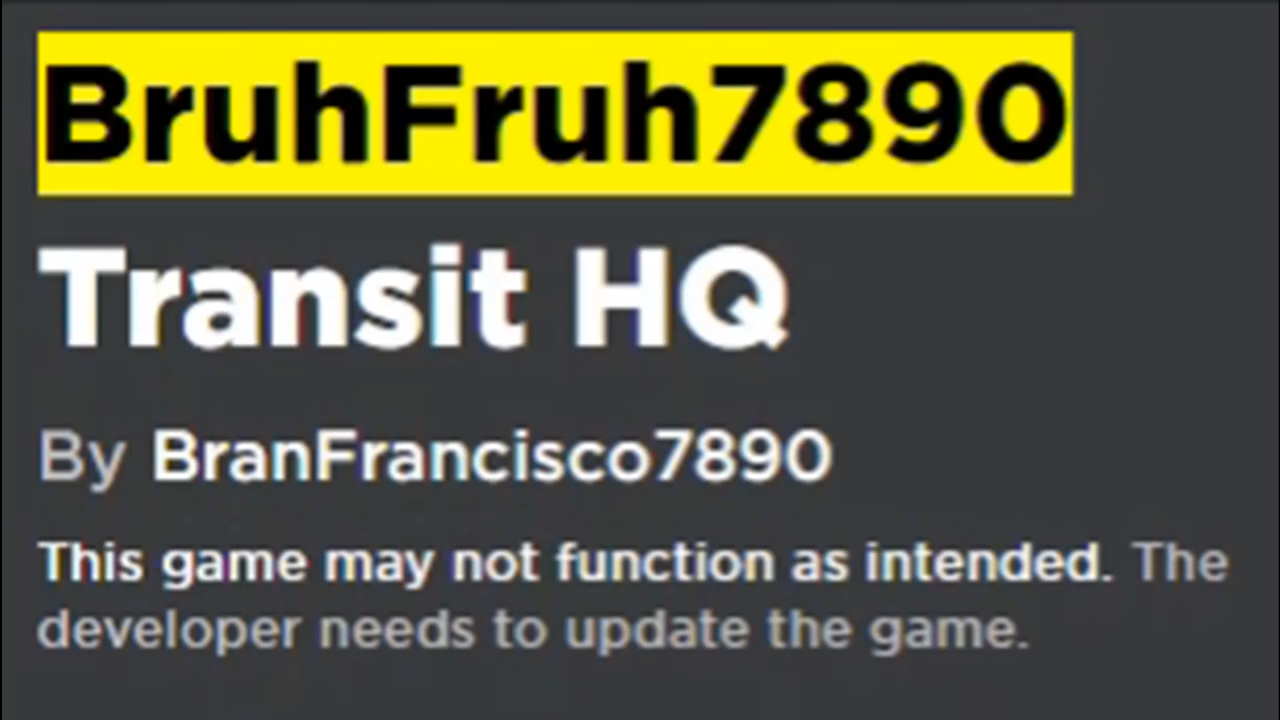 BruhFruh7890
Transit HQ
By BranFrancisco7890
This game may not function as intended. The
developer needs to update the game.